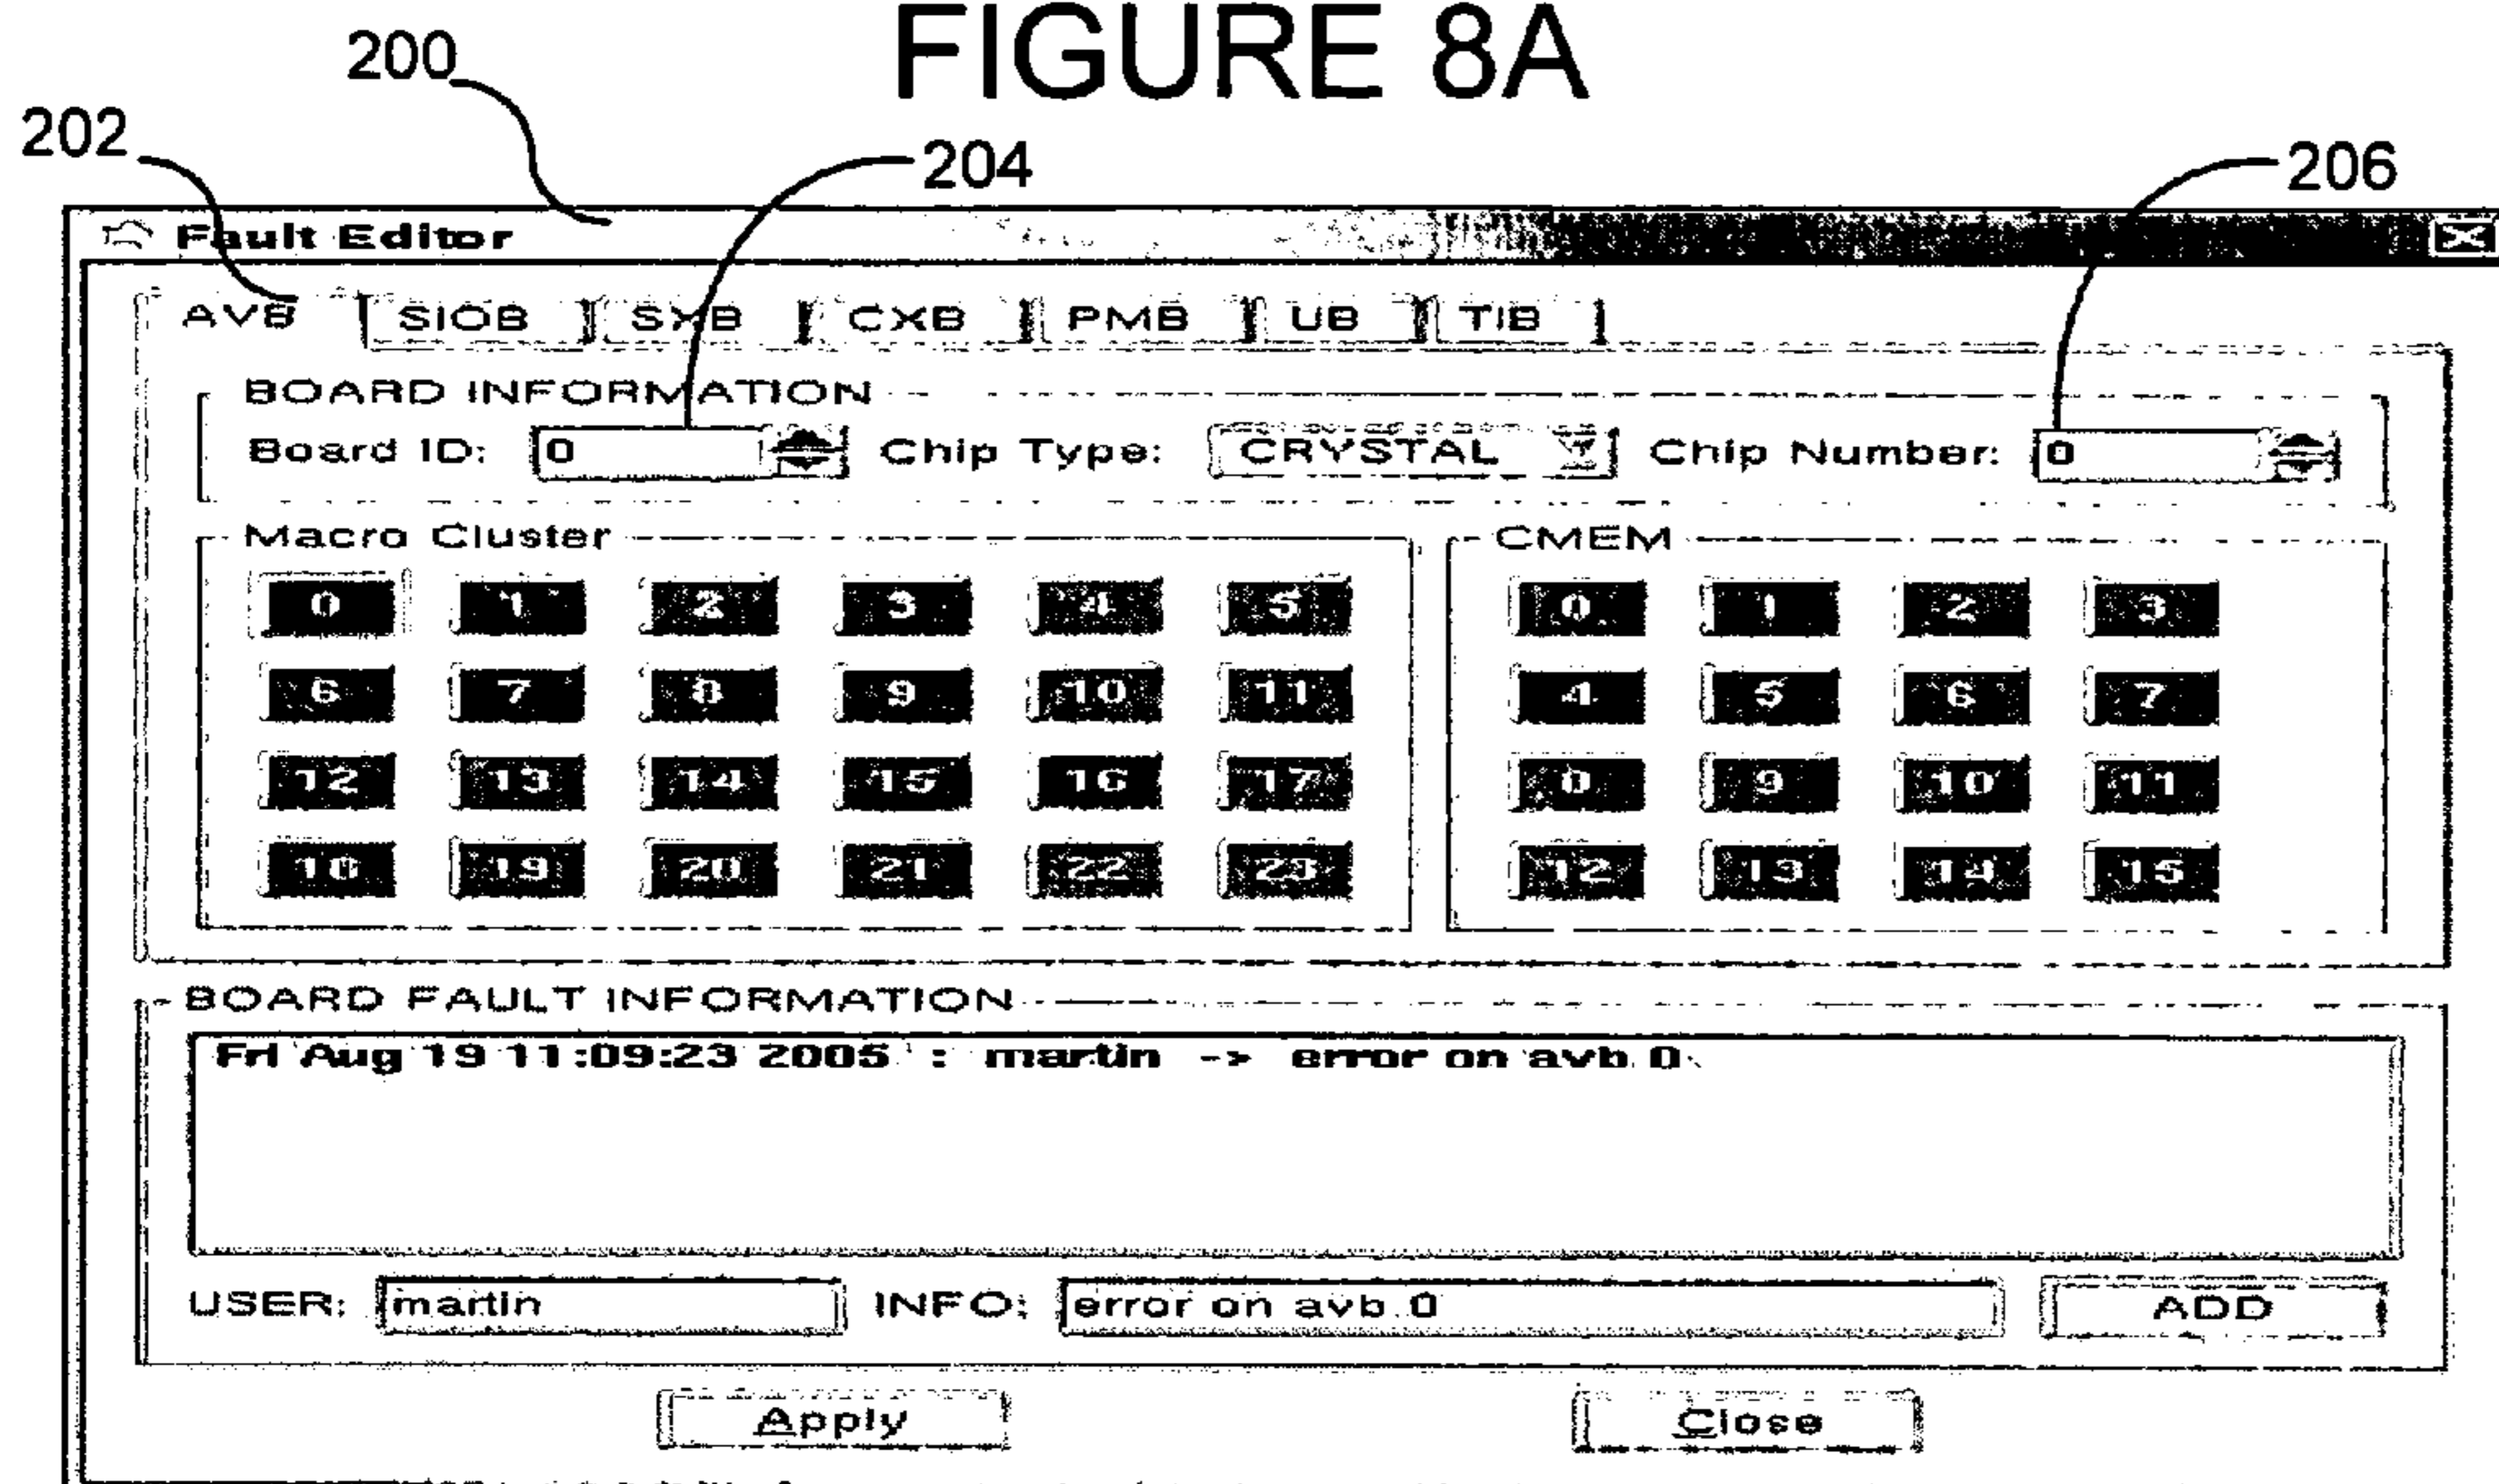 FIGURE 8A
200
202
204
206
Fault Editor
AVB SIOB SXB CXB PMB UB TIB
BOARD INFORMATION
Board ID: 0 Chip Type: CRYSTAL Chip Number: 0
Macro Cluster CMEM
0 1 2 3 4 5 0 1 2 3
6 7 8 9 10 11 4 5 6 7
12 13 14 15 16 17 8 9 10 11
18 19 20 21 22 23 12 13 14 15
BOARD FAULT INFORMATION
Fri Aug 19 11:09:23 2005 : martin -> error on avb 0
USER: martin INFO: error on avb 0 ADD
Apply Close